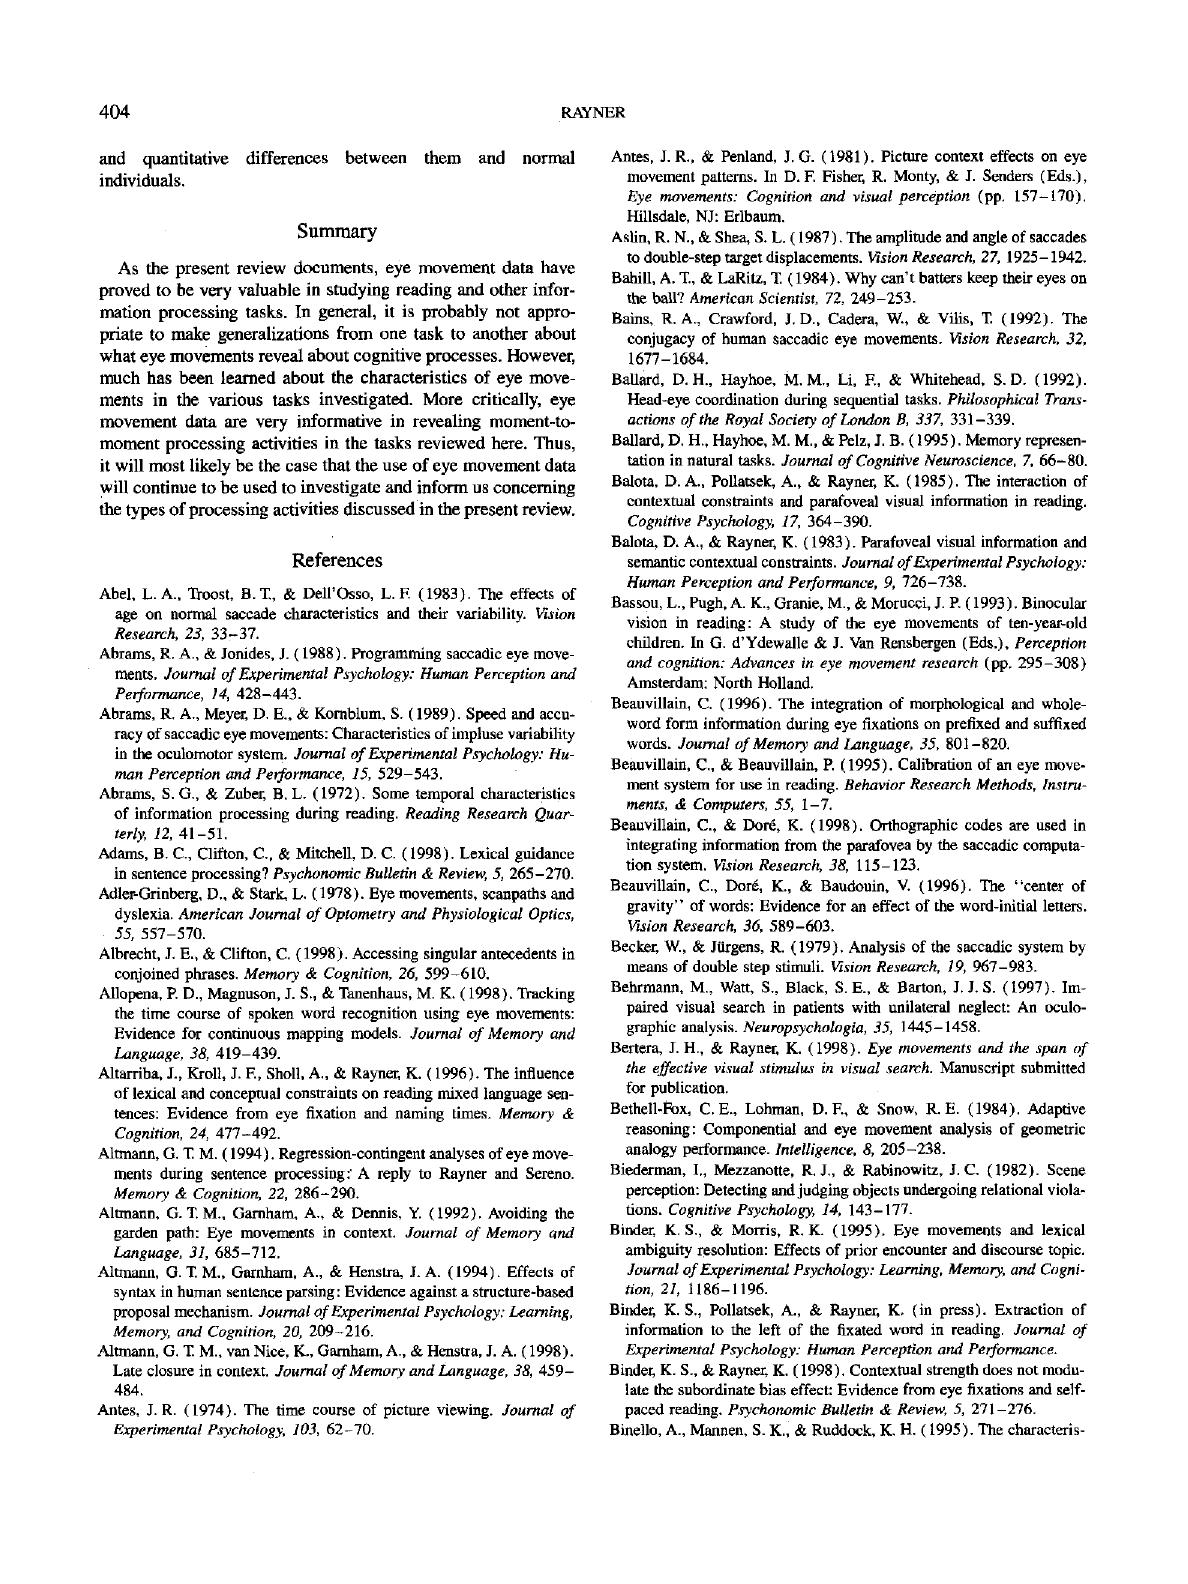 404
RAYNER
and quantitative differences between them and normal
individuals.
Summary
As the present review documents, eye movement data have
proved to be very valuable in studying reading and other infor-
mation processing tasks. In general, it is probably not appro-
priate to make generalizations from one task to another about
what eye movements reveal about cognitive processes. However,
much has been learned about the characteristics of eye move-
ments in the various tasks investigated. More critically, eye
movement data are very informative in revealing moment-to-
moment processing activities in the tasks reviewed here. Thus,
it will most likely be the case that the use of eye movement data
will continue to be used to investigate and inform us concerning
the types of processing activities discussed in the present review.
References
Abel, L. A., Troost, B. T., & Dell'Osso, L. F. (1983). The effects of
age on normal saccade characteristics and their variability. Vision
Research, 23, 33–37.
Abrams, R. A., & Jonides, J. (1988). Programming saccadic eye move-
ments. Journal of Experimental Psychology: Human Perception and
Performance, 14, 428–443.
Abrams, R. A., Meyer, D. E., & Kornblum, S. (1989). Speed and accu-
racy of saccadic eye movements: Characteristics of impluse variability
in the oculomotor system. Journal of Experimental Psychology: Hu-
man Perception and Performance, 15, 529–543.
Abrams, S. G., & Zuber, B. L. (1972). Some temporal characteristics
of information processing during reading. Reading Research Quar-
terly, 12, 41–51.
Adams, B. C., Clifton, C., & Mitchell, D. C. (1998). Lexical guidance
in sentence processing? Psychonomic Bulletin & Review, 5, 265–270.
Adler-Grinberg, D., & Stark, L. (1978). Eye movements, scanpaths and
dyslexia. American Journal of Optometry and Physiological Optics,
55, 557–570.
Albrecht, J. E., & Clifton, C. (1998). Accessing singular antecedents in
conjoined phrases. Memory & Cognition, 26, 599–610.
Allopena, P. D., Magnuson, J. S., & Tanenhaus, M. K. (1998). Tracking
the time course of spoken word recognition using eye movements:
Evidence for continuous mapping models. Journal of Memory and
Language, 38, 419–439.
Altarriba, J., Kroll, J. F., Sholl, A., & Rayner, K. (1996). The influence
of lexical and conceptual constraints on reading mixed language sen-
tences: Evidence from eye fixation and naming times. Memory &
Cognition, 24, 477–492.
Altmann, G. T. M. (1994). Regression-contingent analyses of eye move-
ments during sentence processing: A reply to Rayner and Sereno.
Memory & Cognition, 22, 286–290.
Altmann, G. T. M., Garnham, A., & Dennis, Y. (1992). Avoiding the
garden path: Eye movements in context. Journal of Memory and
Language, 31, 685–712.
Altmann, G. T. M., Garnham, A., & Henstra, J. A. (1994). Effects of
syntax in human sentence parsing: Evidence against a structure-based
proposal mechanism. Journal of Experimental Psychology: Learning,
Memory, and Cognition, 20, 209–216.
Altmann, G. T. M., van Nice, K., Garnham, A., & Henstra, J. A. (1998).
Late closure in context. Journal of Memory and Language, 38, 459–
484.
Antes, J. R. (1974). The time course of picture viewing. Journal of
Experimental Psychology, 103, 62–70.
Antes, J. R., & Penland, J. G. (1981). Picture context effects on eye
movement patterns. In D. F. Fisher, R. Monty, & J. Senders (Eds.),
Eye movements: Cognition and visual perception (pp. 157–170).
Hillsdale, NJ: Erlbaum.
Aslin, R. N., & Shea, S. L. (1987). The amplitude and angle of saccades
to double-step target displacements. Vision Research, 27, 1925–1942.
Bahill, A. T., & LaRitz, T. (1984). Why can't batters keep their eyes on
the ball? American Scientist, 72, 249–253.
Bains, R. A., Crawford, J. D., Cadera, W., & Vilis, T. (1992). The
conjugacy of human saccadic eye movements. Vision Research, 32,
1677–1684.
Ballard, D. H., Hayhoe, M. M., Li, F., & Whitehead, S. D. (1992).
Head-eye coordination during sequential tasks. Philosophical Trans-
actions of the Royal Society of London B, 337, 331–339.
Ballard, D. H., Hayhoe, M. M., & Pelz, J. B. (1995). Memory represen-
tation in natural tasks. Journal of Cognitive Neuroscience, 7, 66–80.
Balota, D. A., Pollatsek, A., & Rayner, K. (1985). The interaction of
contextual constraints and parafoveal visual information in reading.
Cognitive Psychology, 17, 364–390.
Balota, D. A., & Rayner, K. (1983). Parafoveal visual information and
semantic contextual constraints. Journal of Experimental Psychology:
Human Perception and Performance, 9, 726–738.
Bassou, L., Pugh, A. K., Granie, M., & Morucci, J. P. (1993). Binocular
vision in reading: A study of the eye movements of ten-year-old
children. In G. d'Ydewalle & J. Van Rensbergen (Eds.), Perception
and cognition: Advances in eye movement research (pp. 295–308)
Amsterdam: North Holland.
Beauvillain, C. (1996). The integration of morphological and whole-
word form information during eye fixations on prefixed and suffixed
words. Journal of Memory and Language, 35, 801–820.
Beauvillain, C., & Beauvillain, P. (1995). Calibration of an eye move-
ment system for use in reading. Behavior Research Methods, Instru-
ments, & Computers, 55, 1–7.
Beauvillain, C., & Doré, K. (1998). Orthographic codes are used in
integrating information from the parafovea by the saccadic computa-
tion system. Vision Research, 38, 115–123.
Beauvillain, C., Doré, K., & Baudouin, V. (1996). The “center of
gravity” of words: Evidence for an effect of the word-initial letters.
Vision Research, 36, 589–603.
Becker, W., & Jürgens, R. (1979). Analysis of the saccadic system by
means of double step stimuli. Vision Research, 19, 967–983.
Behrmann, M., Watt, S., Black, S. E., & Barton, J. J. S. (1997). Im-
paired visual search in patients with unilateral neglect: An oculo-
graphic analysis. Neuropsychologia, 35, 1445–1458.
Bertera, J. H., & Rayner, K. (1998). Eye movements and the span of
the effective visual stimulus in visual search. Manuscript submitted
for publication.
Bethell-Fox, C. E., Lohman, D. F., & Snow, R. E. (1984). Adaptive
reasoning: Componential and eye movement analysis of geometric
analogy performance. Intelligence, 8, 205–238.
Biederman, I., Mezzanotte, R. J., & Rabinowitz, J. C. (1982). Scene
perception: Detecting and judging objects undergoing relational viola-
tions. Cognitive Psychology, 14, 143–177.
Binder, K. S., & Morris, R. K. (1995). Eye movements and lexical
ambiguity resolution: Effects of prior encounter and discourse topic.
Journal of Experimental Psychology: Learning, Memory, and Cogni-
tion, 21, 1186–1196.
Binder, K. S., Pollatsek, A., & Rayner, K. (in press). Extraction of
information to the left of the fixated word in reading. Journal of
Experimental Psychology: Human Perception and Performance.
Binder, K. S., & Rayner, K. (1998). Contextual strength does not modu-
late the subordinate bias effect: Evidence from eye fixations and self-
paced reading. Psychonomic Bulletin & Review, 5, 271–276.
Binello, A., Mannen, S. K., & Ruddock, K. H. (1995). The characteris-